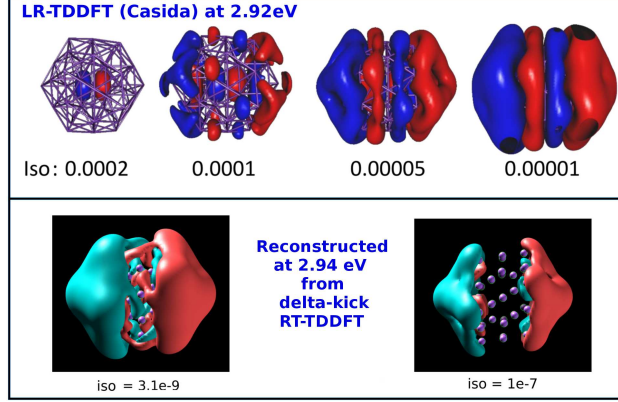 LR-TDDFT (Casida) at 2.92eV
Iso: 0.0002 0.0001 0.00005 0.00001
Reconstructed
at 2.94 eV
from
delta-kick
RT-TDDFT
iso = 3.1e-9
iso = 1e-7